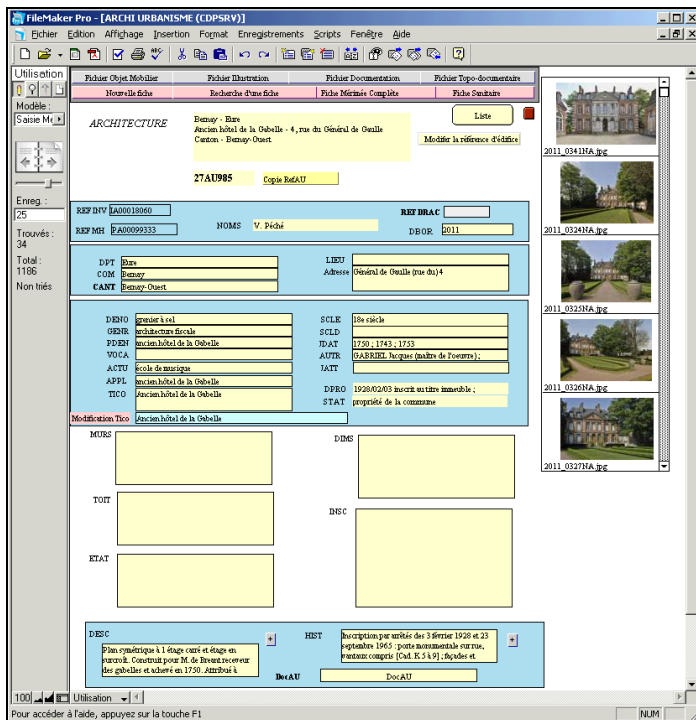 FileMaker Pro - [ARCHI URBANISME (CDPSRV)]
Fichier Edition Affichage Insertion Format Enregistrements Scripts Fenêtre Aide
Utilisation
Modèle :
Saisie Me
Enreg. :
25
Trouvés :
34
Total :
1186
Non triés
Fichier Objet Mobilier Fichier Illustration Fichier Documentation Fichier Topo-documentaire
Nouvelle fiche Recherche d'une fiche Fiche Mérimée Complète Fiche Sanitaire
ARCHITECTURE
Bernay - Eure
Ancien hôtel de la Gabelle - 4, rue du Général de Gaulle
Canton - Bernay-Ouest
Liste
Modifer la référence d'édifice
27AU985
Copie RefAU
REF INV IA00018060
REF DRAC
REF MH PA00099333
NOMS V. Péché
DBOR 2011
DPT Eure
COM Bernay
CANT Bernay-Ouest
LIEU
Adresse Général de Gaulle (rue du) 4
DENO grenier à sel
GENR architecture fiscale
PDEN ancien hôtel de la Gabelle
VOCA
ACTU école de musique
APPL ancien hôtel de la Gabelle
TICO Ancien hôtel de la Gabelle
SCLE 18e siècle
SCLD
JDAT 1750 ; 1743 ; 1753
AUTR GABRIEL Jacques (maître de l'oeuvre) ;
JATT
DPRO 1928/02/03 inscrit au titre immeuble ;
STAT propriété de la commune
Modification Tico Ancien hôtel de la Gabelle
MURS
DIMS
TOIT
INSC
ETAT
DESC
Plan symétrique à 1 étage carré et étage en
surcroît. Construit pour M. de Breant receveur
des gabelles et achevé en 1750. Attribué à
+
HIST
Inscription par arrêtés des 3 février 1928 et 23
septembre 1965 : porte monumentale sur rue,
vantaux compris [Cad. K 5 à 9] ; façades et
+
DocAU DocAU
2011_0341NA.jpg
2011_0324NA.jpg
2011_0325NA.jpg
2011_0326NA.jpg
2011_0327NA.jpg
100 Utilisation
Pour accéder à l'aide, appuyez sur la touche F1
NUM